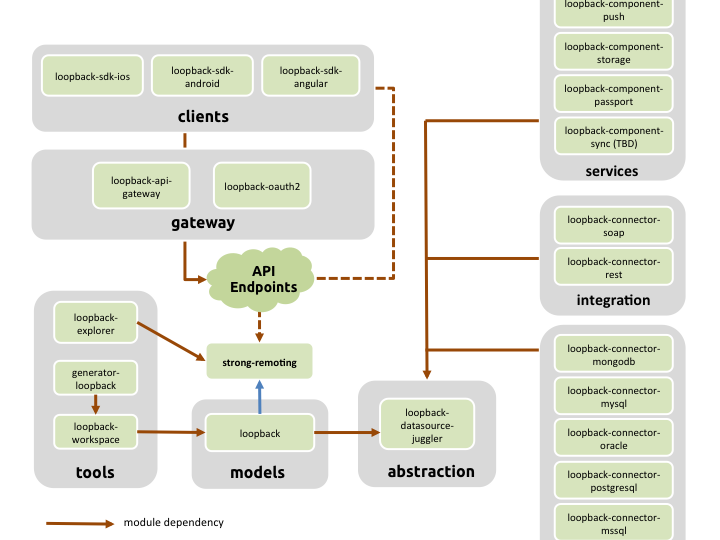 loopback-component-
push
loopback-component-
storage
loopback-component-
passport
loopback-component-
sync (TBD)
services
loopback-sdk-ios
loopback-sdk-
android
loopback-sdk-
angular
clients
loopback-api-
gateway
loopback-oauth2
gateway
API
Endpoints
loopback-connector-
soap
loopback-connector-
rest
integration
loopback-
explorer
generator-
loopback
loopback-
workspace
tools
strong-remoting
loopback
models
loopback-
datasource-
juggler
abstraction
loopback-connector-
mongodb
loopback-connector-
mysql
loopback-connector-
oracle
loopback-connector-
postgresql
loopback-connector-
mssql
module dependency